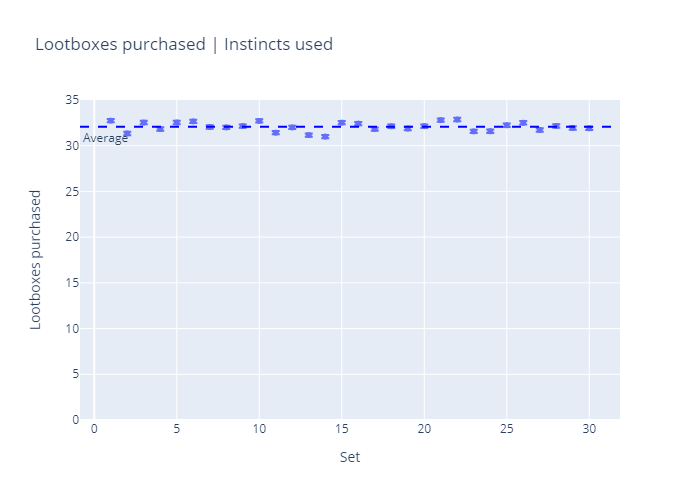 Lootboxes purchased | Instincts used
Lootboxes purchased
35
30
25
20
15
10
5
0
Average
0 5 10 15 20 25 30
Set